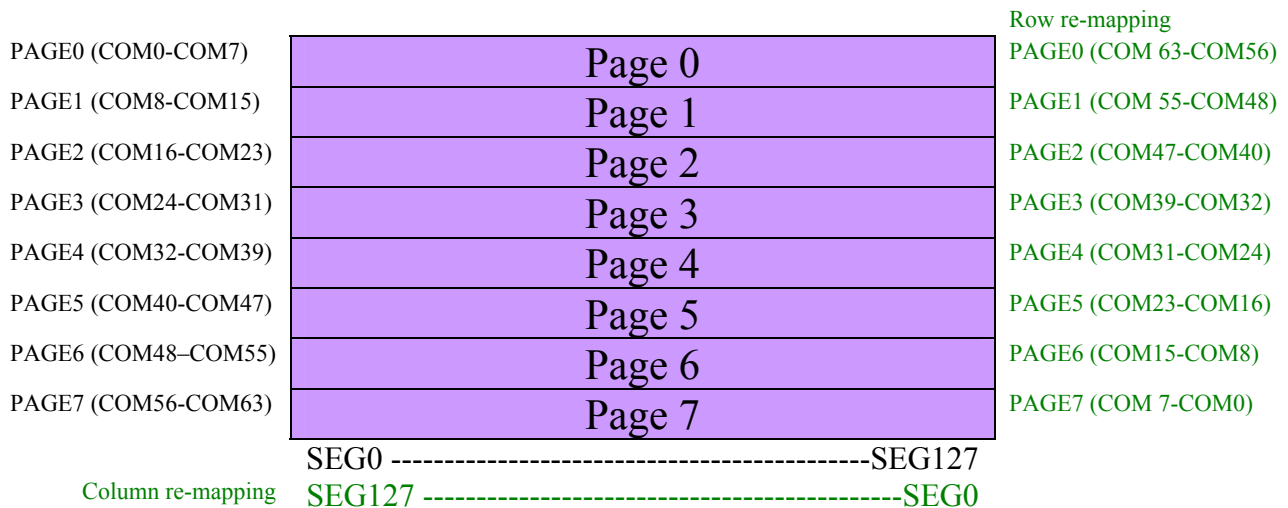 Row re-mapping
PAGE0 (COM0-COM7) Page 0 PAGE0 (COM 63-COM56)
PAGE1 (COM8-COM15) Page 1 PAGE1 (COM 55-COM48)
PAGE2 (COM16-COM23) Page 2 PAGE2 (COM47-COM40)
PAGE3 (COM24-COM31) Page 3 PAGE3 (COM39-COM32)
PAGE4 (COM32-COM39) Page 4 PAGE4 (COM31-COM24)
PAGE5 (COM40-COM47) Page 5 PAGE5 (COM23-COM16)
PAGE6 (COM48–COM55) Page 6 PAGE6 (COM15-COM8)
PAGE7 (COM56-COM63) Page 7 PAGE7 (COM 7-COM0)
SEG0 ---------------------------------------------SEG127
Column re-mapping SEG127 ---------------------------------------------SEG0